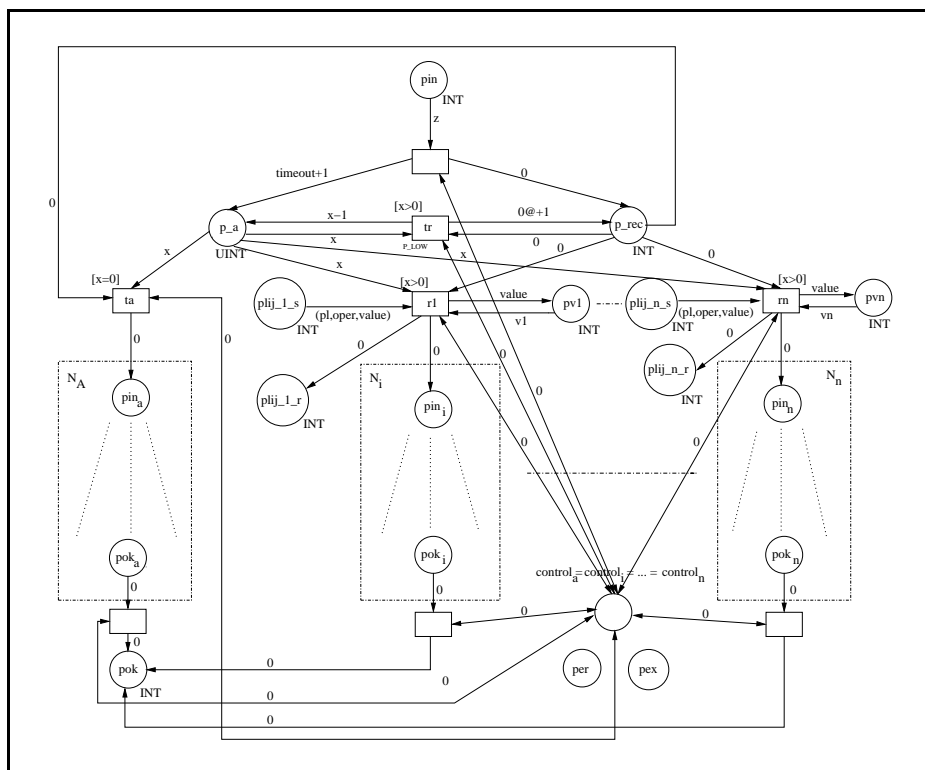 pin
INT
z
timeout+1
0
[x>0]
x−1
0@+1
0
p_a
tr
p_rec
x
0
P_LOW
UINT
INT
x
x
0
x
0
[x=0]
[x>0]
[x>0]
ta
plij_1_s
r1
value
pv1
plij_n_s
rn
value
pvn
(pl,oper,value)
v1
(pl,oper,value)
vn
INT
INT
INT
INT
0
0
0
0
0
0
0
plij_1_r
INT
plij_n_r
INT
N_A
N_i
N_n
pin_a
pin_i
pin_n
0
0
0
pok_a
pok_i
pok_n
control_a=control_i = ... = control_n
0
0
0
0
0
0
pok
INT
0
0
0
per
pex
0